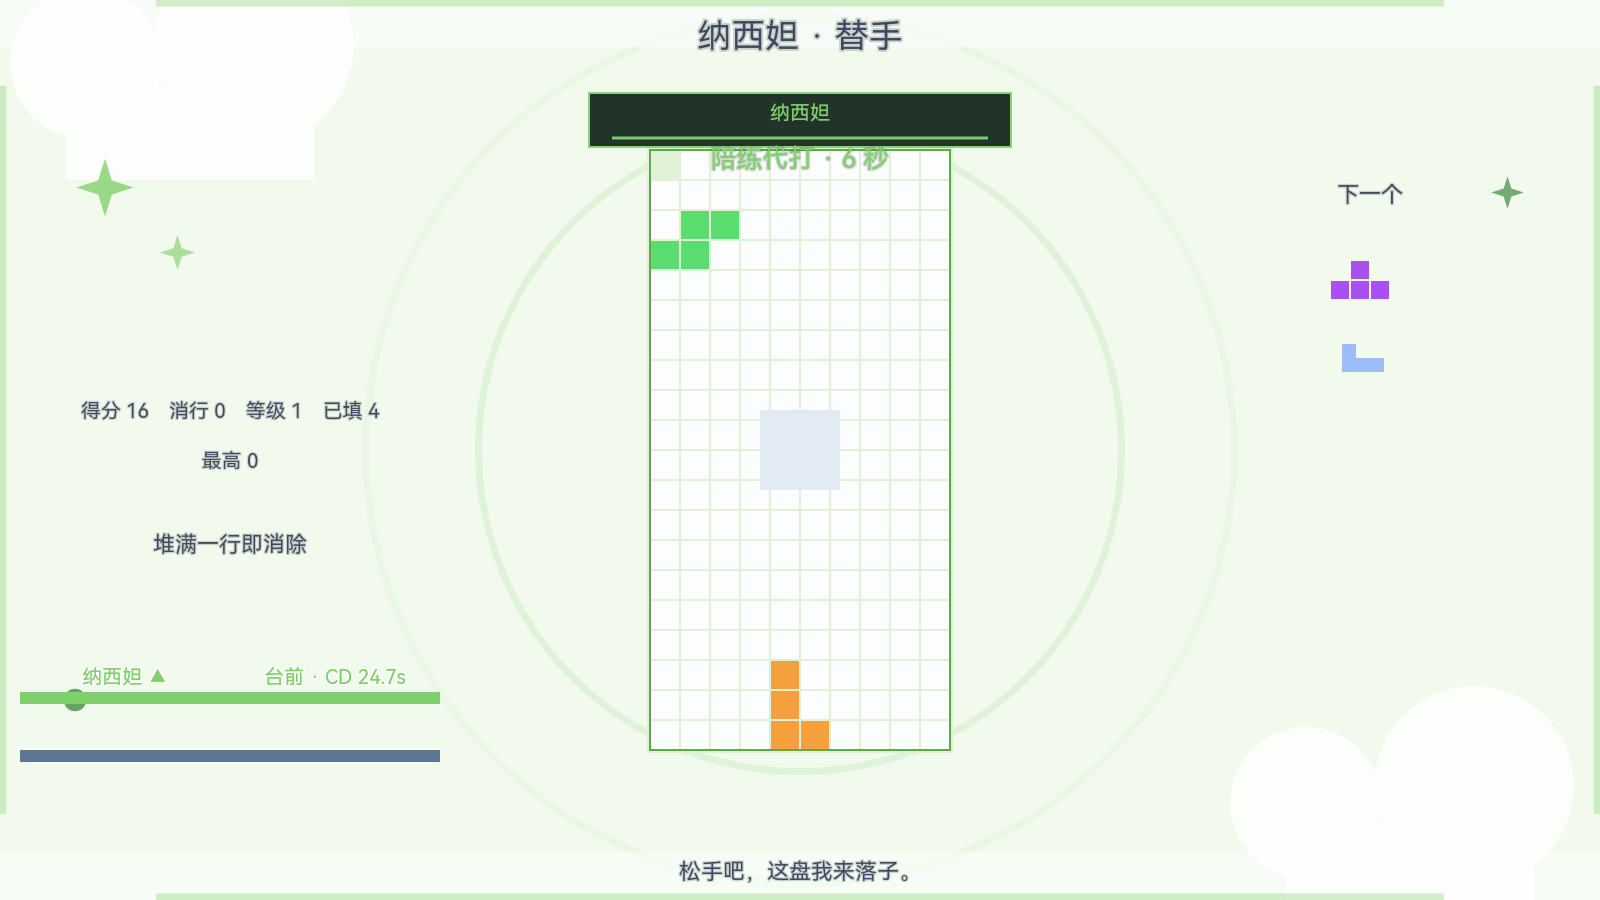 纳西妲 · 替手
纳西妲
陪练代打 · 6 秒
下一个
得分 16 消行 0 等级 1 已填 4
最高 0
堆满一行即消除
纳西妲 ▲ 台前 · CD 24.7s
松手吧，这盘我来落子。